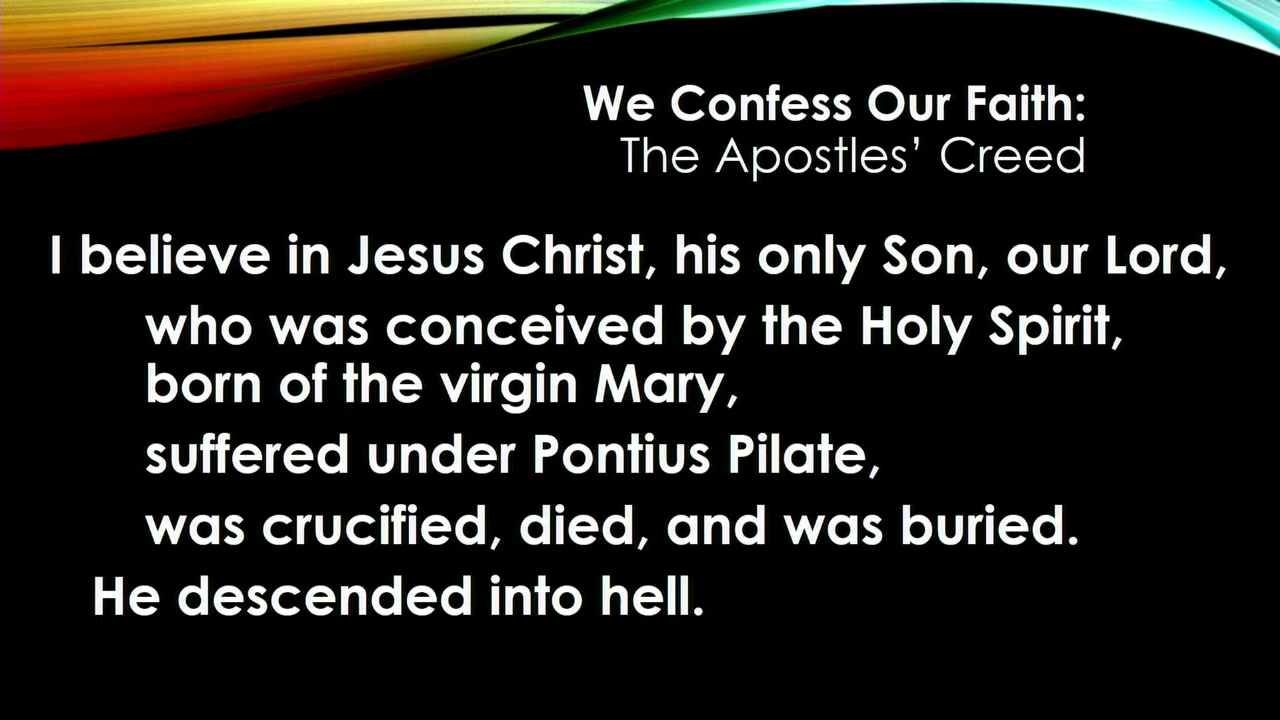 We Confess Our Faith:
The Apostles’ Creed
I believe in Jesus Christ, his only Son, our Lord,
who was conceived by the Holy Spirit,
born of the virgin Mary,
suffered under Pontius Pilate,
was crucified, died, and was buried.
He descended into hell.